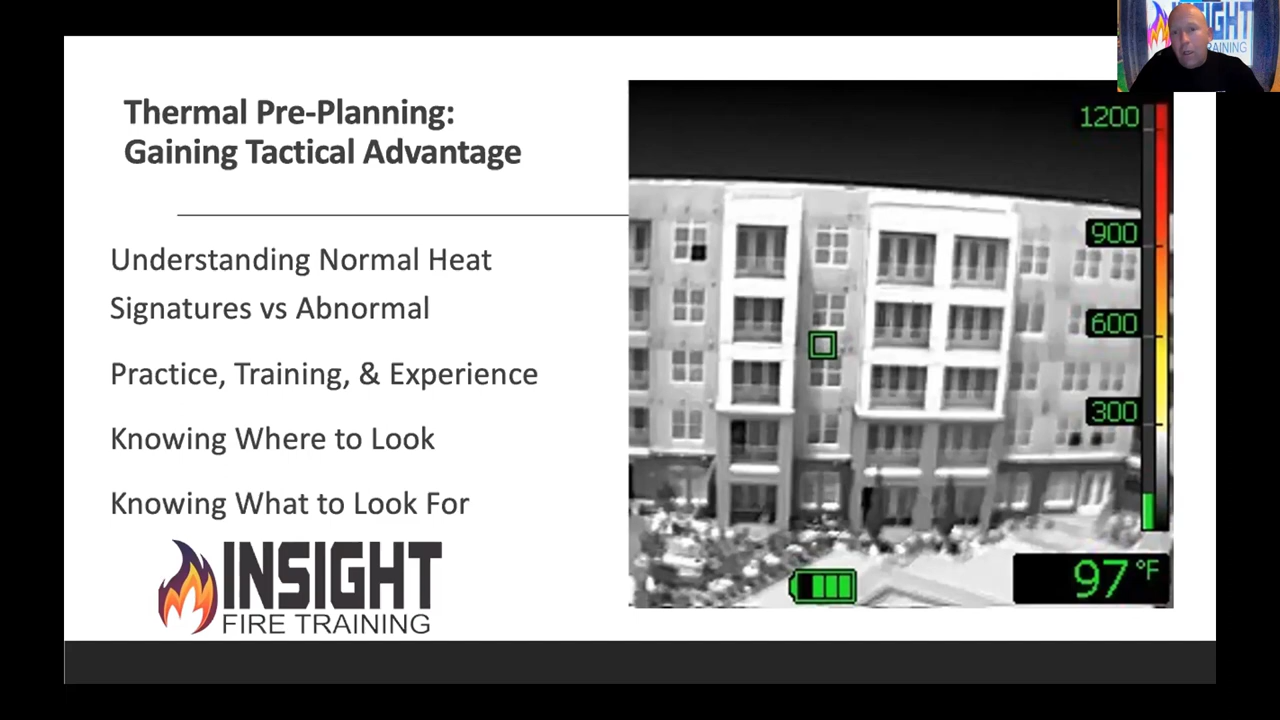 Thermal Pre-Planning:
Gaining Tactical Advantage
Understanding Normal Heat
Signatures vs Abnormal
Practice, Training, & Experience
Knowing Where to Look
Knowing What to Look For
INSIGHT
FIRE TRAINING
1200
900
600
300
97 °F